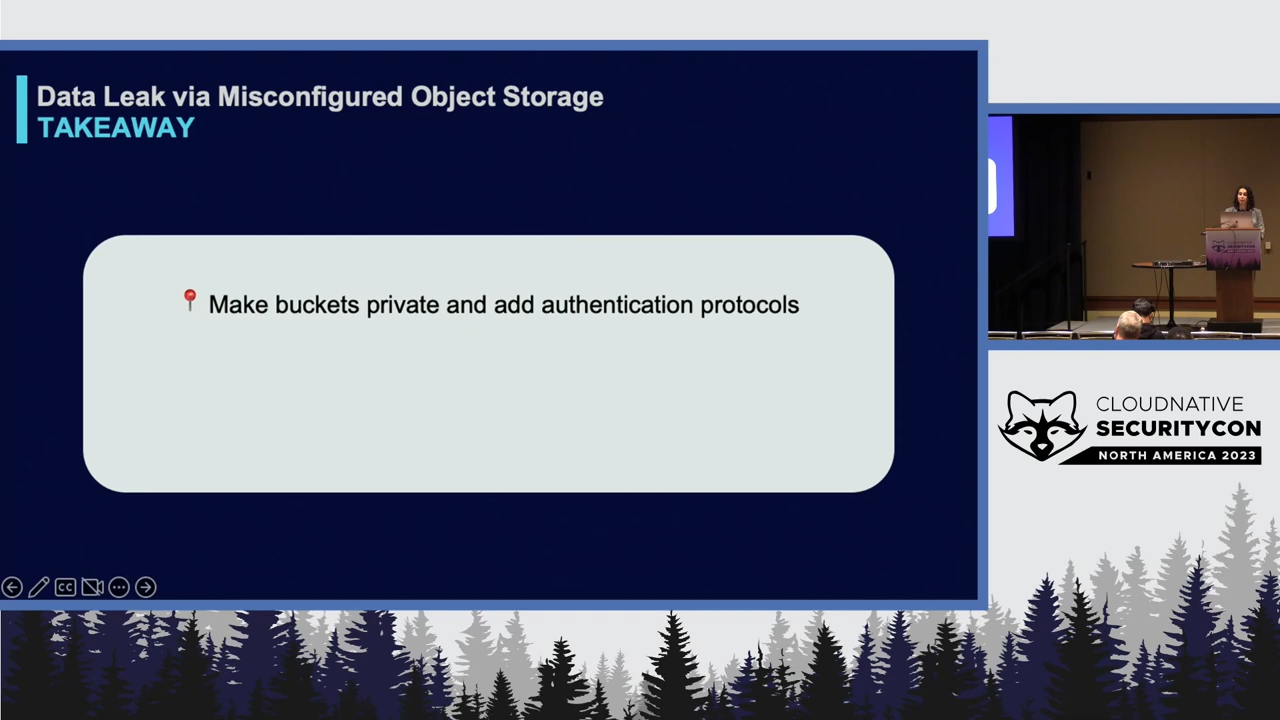 Data Leak via Misconfigured Object Storage
TAKEAWAY
📍 Make buckets private and add authentication protocols
CC
CLOUDNATIVE
SECURITYCON
NORTH AMERICA 2023